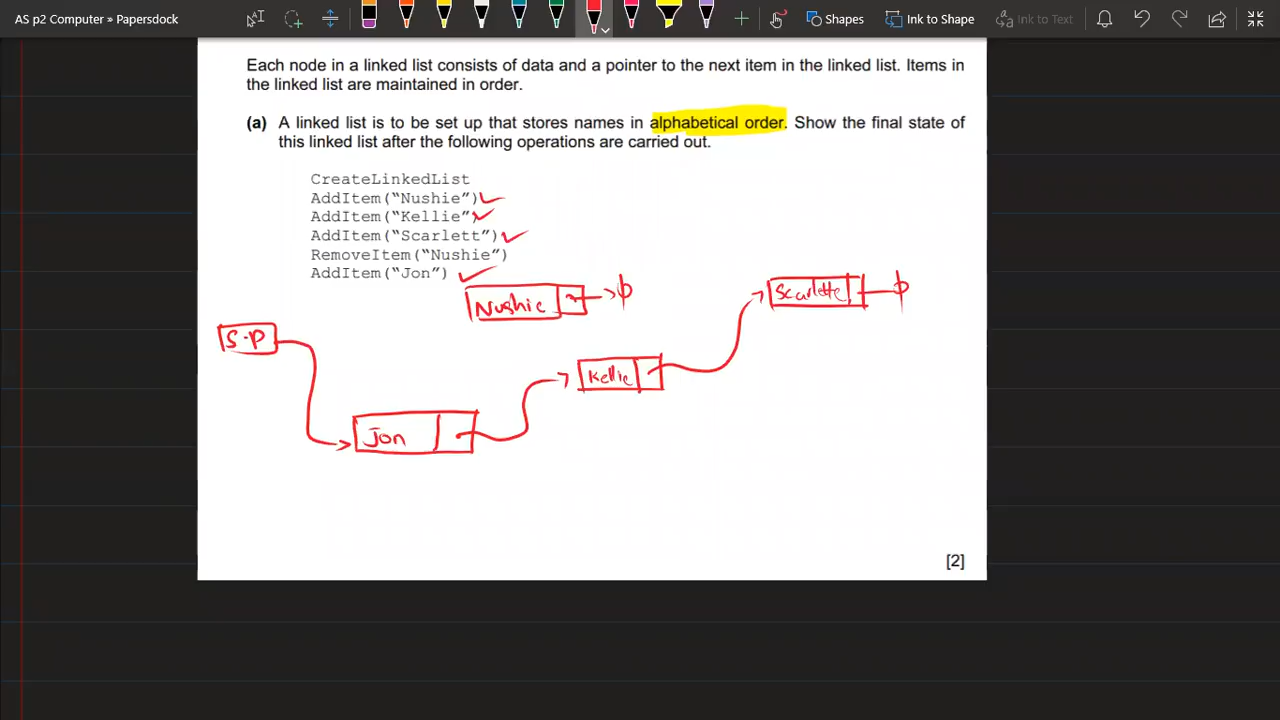 AS p2 Computer » Papersdock
Shapes
Ink to Shape
Ink to Text
Each node in a linked list consists of data and a pointer to the next item in the linked list. Items in
the linked list are maintained in order.
(a) A linked list is to be set up that stores names in alphabetical order. Show the final state of
this linked list after the following operations are carried out.
CreateLinkedList
AddItem(“Nushie”)
AddItem(“Kellie”)
AddItem(“Scarlett”)
RemoveItem(“Nushie”)
AddItem(“Jon”)
Nushie
Scarlette
S.P
Kellie
Jon
[2]